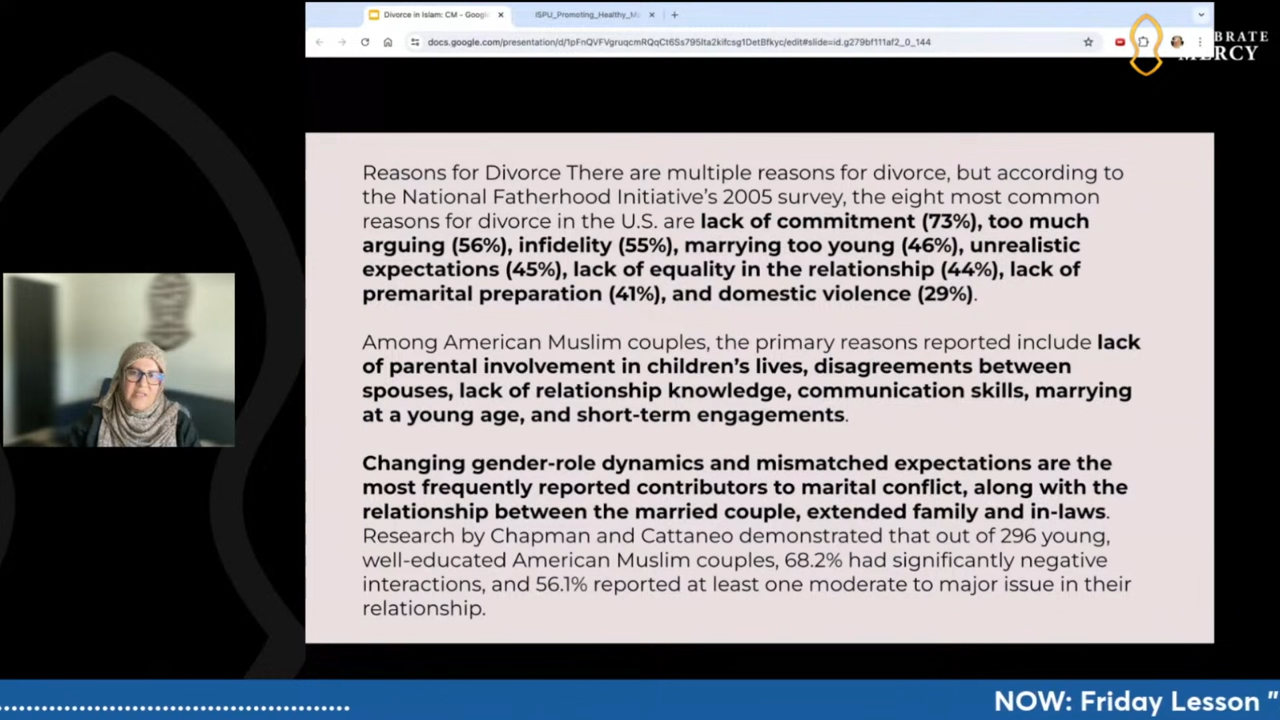 Divorce in Islam: CM - Google
ISPU_Promoting_Healthy_Ma
docs.google.com/presentation/d/1pFnQVFVgruqcmRQqCt6Ss795Ita2kifcsg1DetBfkyc/edit#slide=id.g279bf111af2_0_144
BRATE
MERCY
Reasons for Divorce There are multiple reasons for divorce, but according to
the National Fatherhood Initiative's 2005 survey, the eight most common
reasons for divorce in the U.S. are lack of commitment (73%), too much
arguing (56%), infidelity (55%), marrying too young (46%), unrealistic
expectations (45%), lack of equality in the relationship (44%), lack of
premarital preparation (41%), and domestic violence (29%).
Among American Muslim couples, the primary reasons reported include lack
of parental involvement in children's lives, disagreements between
spouses, lack of relationship knowledge, communication skills, marrying
at a young age, and short-term engagements.
Changing gender-role dynamics and mismatched expectations are the
most frequently reported contributors to marital conflict, along with the
relationship between the married couple, extended family and in-laws.
Research by Chapman and Cattaneo demonstrated that out of 296 young,
well-educated American Muslim couples, 68.2% had significantly negative
interactions, and 56.1% reported at least one moderate to major issue in their
relationship.
NOW: Friday Lesson "